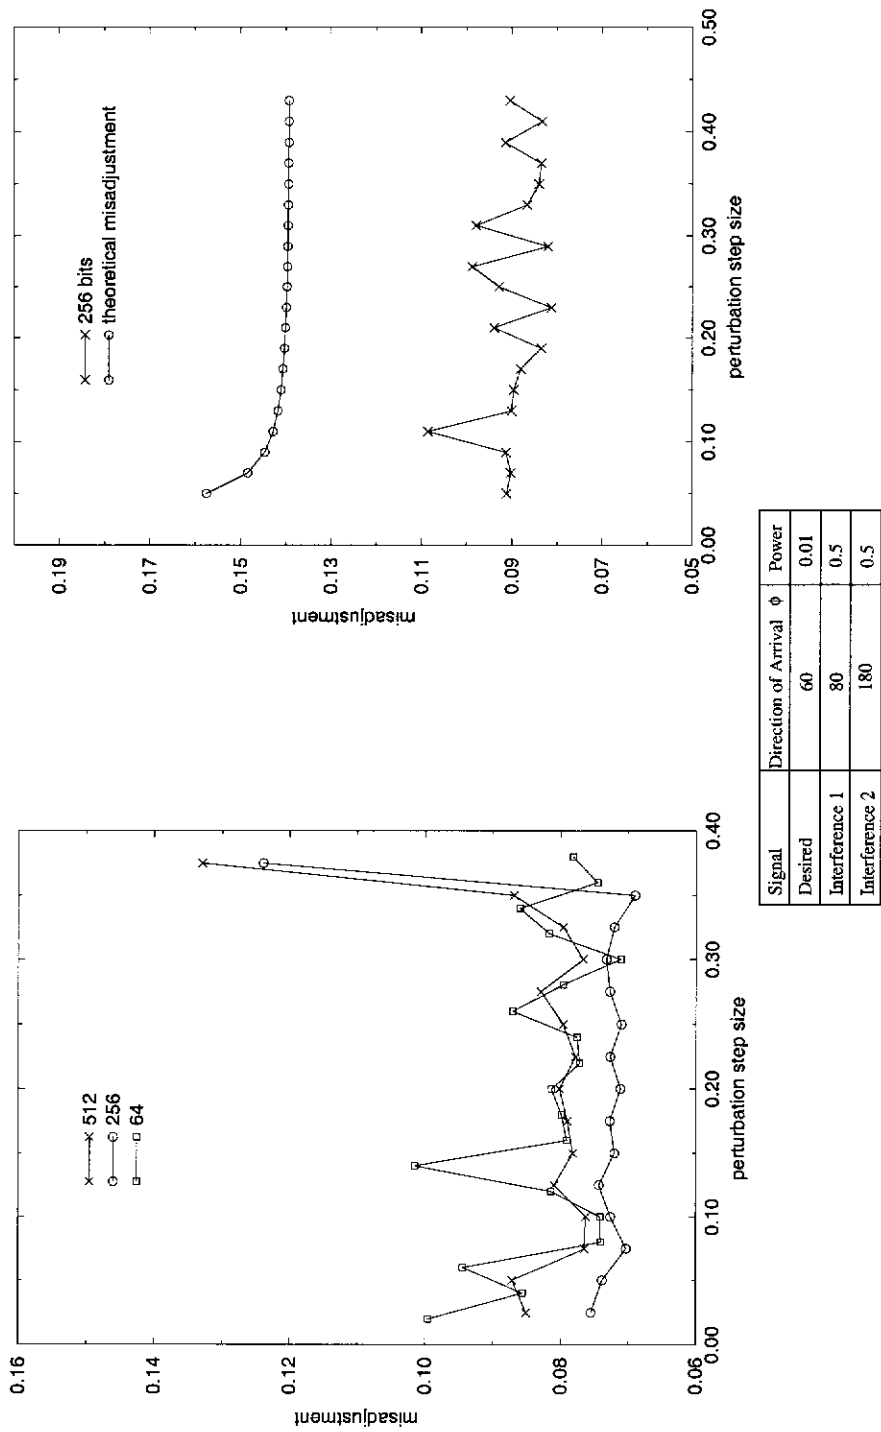 0.16
0.14
0.12
0.10
0.08
0.06
misadjustment
0.00
0.10
0.20
0.30
0.40
perturbation step size
512
256
64
0.19
0.17
0.15
0.13
0.11
0.09
0.07
0.05
misadjustment
0.00
0.10
0.20
0.30
0.40
0.50
perturbation step size
256 bits
theoretical misadjustment
Signal Direction of Arrival ϕ Power
Desired 60 0.01
Interference 1 80 0.5
Interference 2 180 0.5